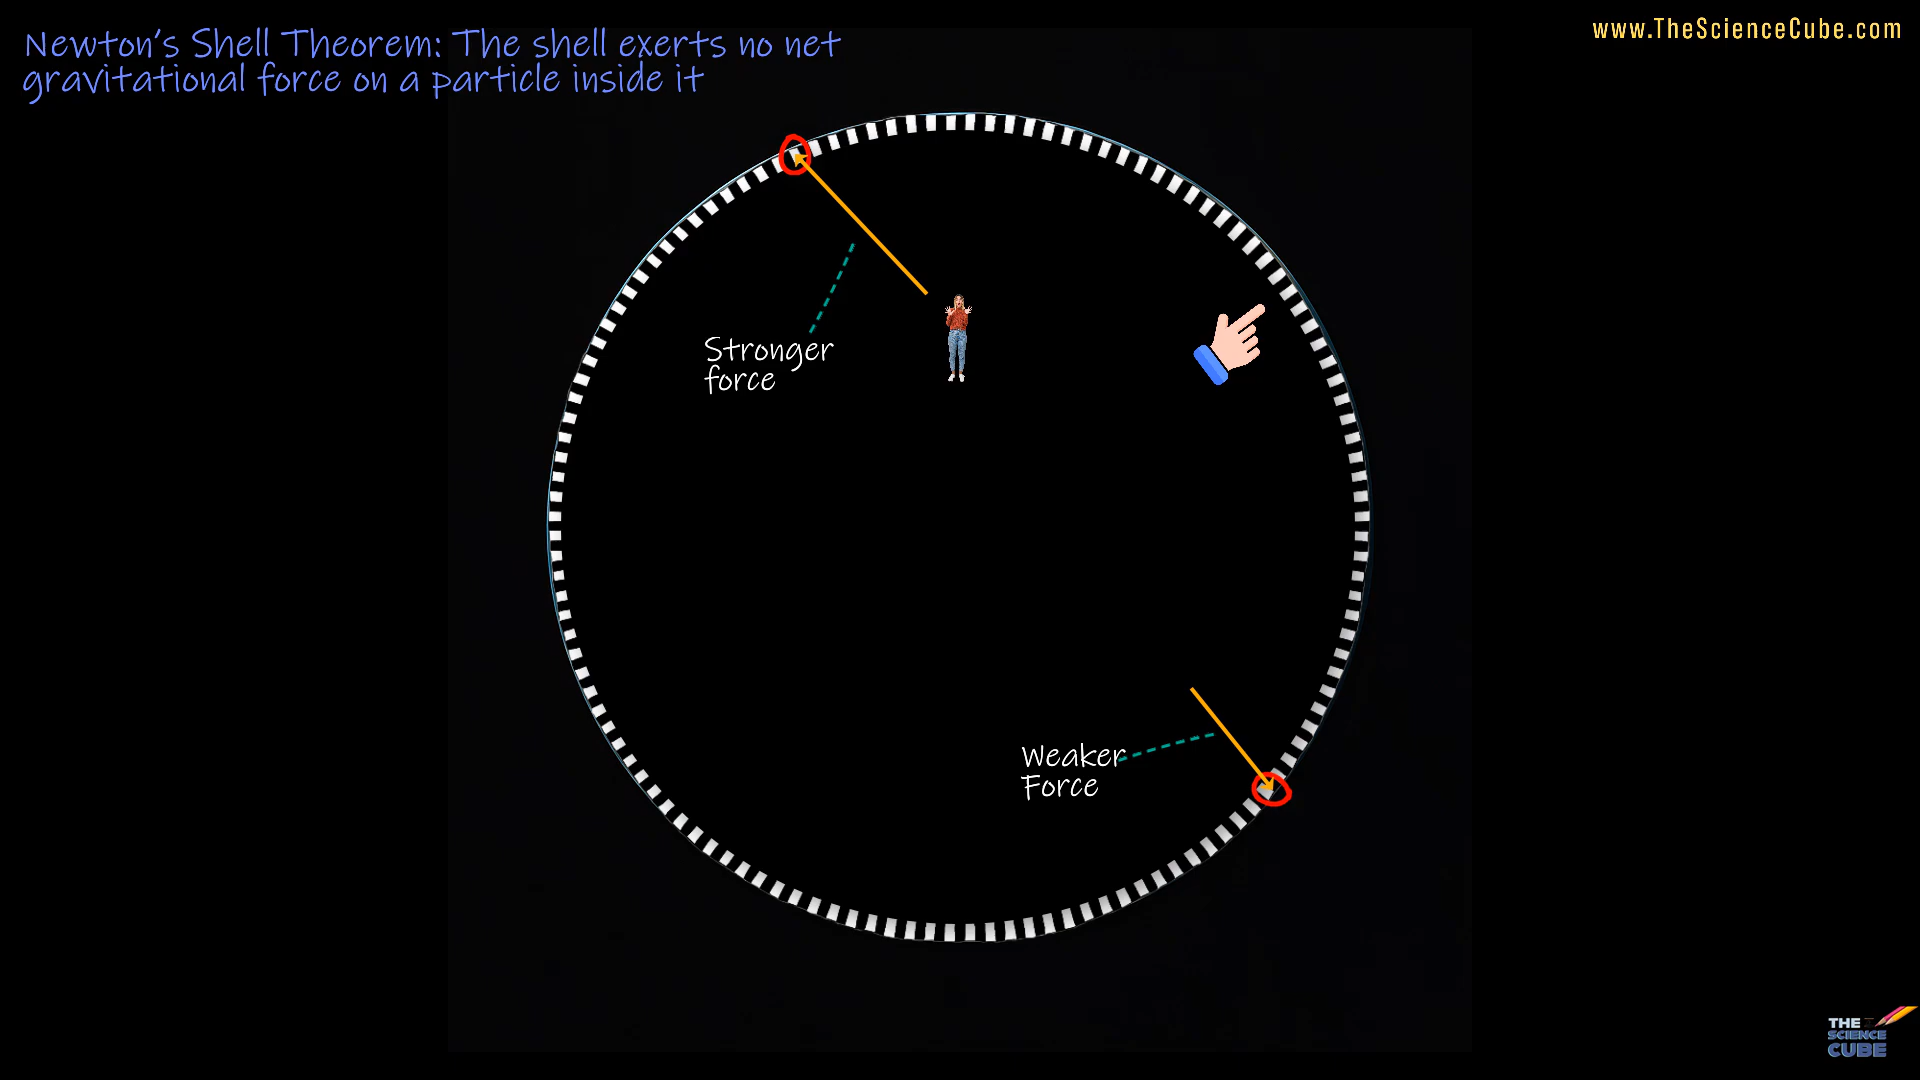 Newton's Shell Theorem: The shell exerts no net
gravitational force on a particle inside it
www.TheScienceCube.com
Stronger
force
Weaker
Force
THE
SCIENCE
CUBE